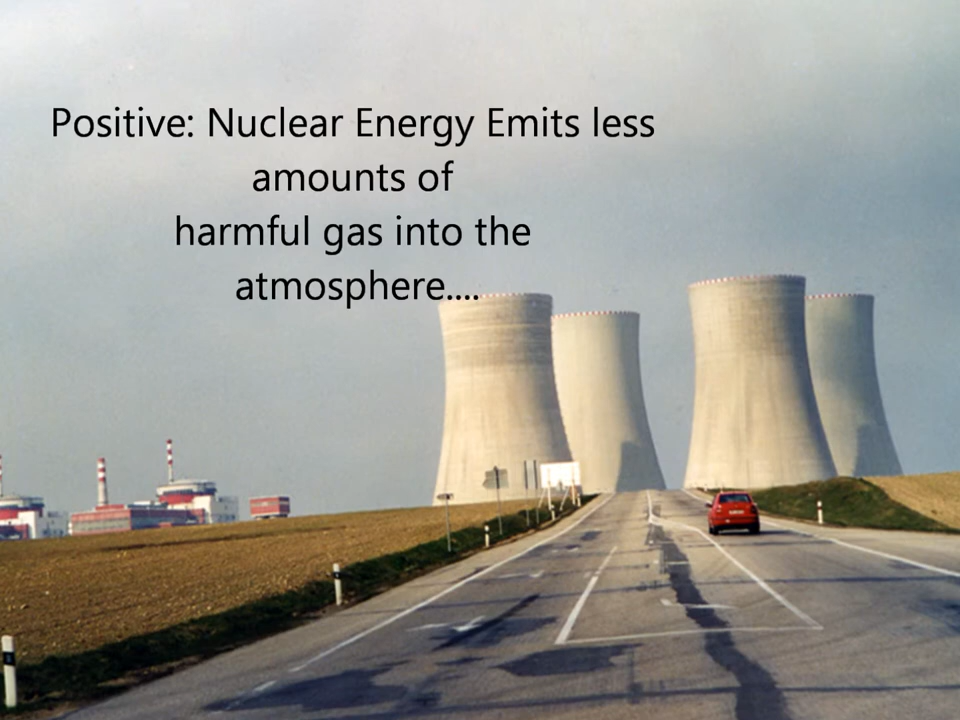 Positive: Nuclear Energy Emits less
amounts of
harmful gas into the
atmosphere....